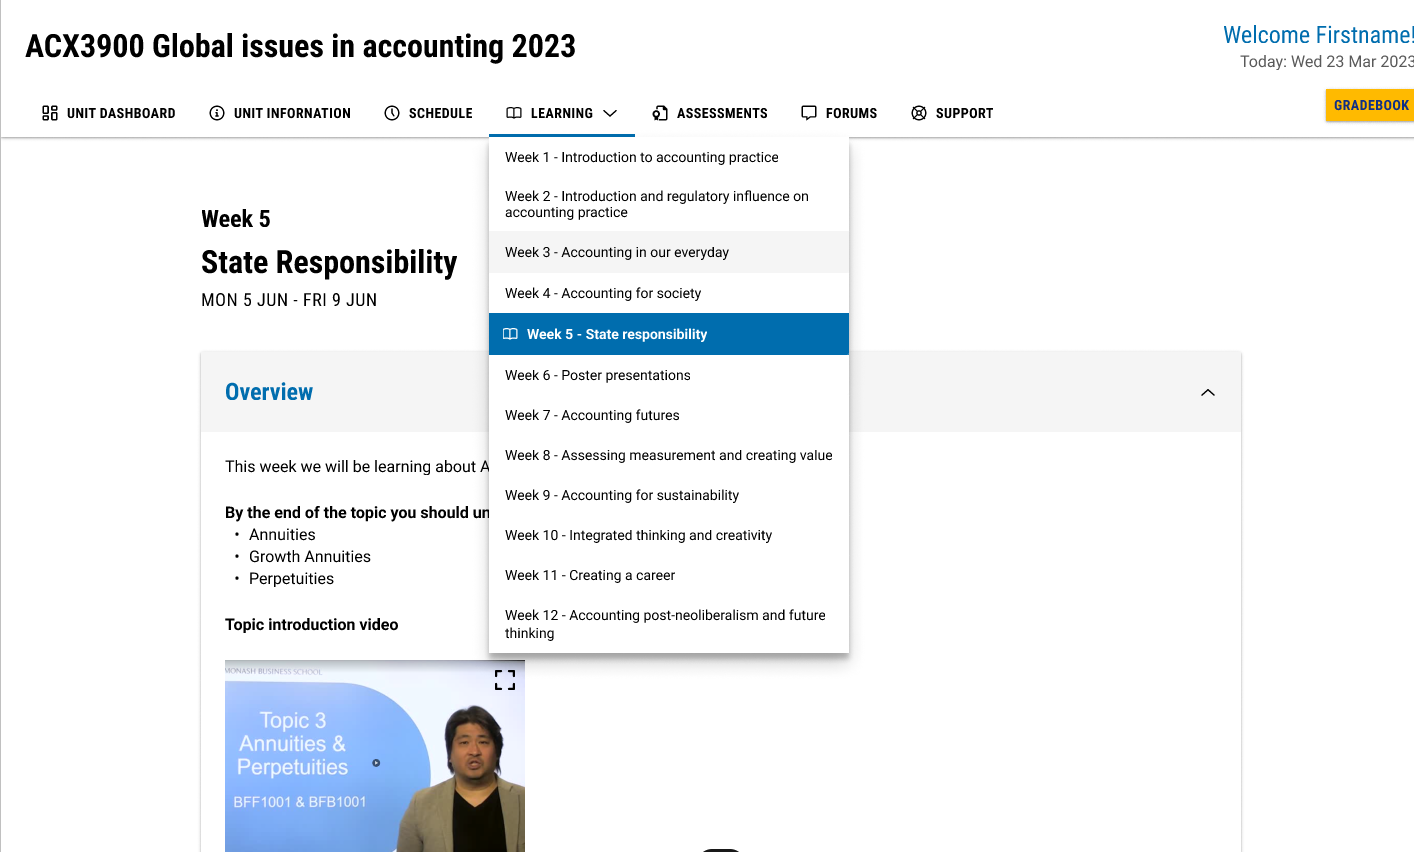 ACX3900 Global issues in accounting 2023
Welcome Firstname!
Today: Wed 23 Mar 2023
UNIT DASHBOARD
UNIT INFORMATION
SCHEDULE
LEARNING
ASSESSMENTS
FORUMS
SUPPORT
GRADEBOOK
Week 1 - Introduction to accounting practice
Week 2 - Introduction and regulatory influence on
accounting practice
Week 3 - Accounting in our everyday
Week 4 - Accounting for society
Week 5 - State responsibility
Week 6 - Poster presentations
Week 7 - Accounting futures
Week 8 - Assessing measurement and creating value
Week 9 - Accounting for sustainability
Week 10 - Integrated thinking and creativity
Week 11 - Creating a career
Week 12 - Accounting post-neoliberalism and future
thinking
Week 5
State Responsibility
MON 5 JUN - FRI 9 JUN
Overview
This week we will be learning about A
By the end of the topic you should un
• Annuities
• Growth Annuities
• Perpetuities
Topic introduction video
MONASH BUSINESS SCHOOL
Topic 3
Annuities &
Perpetuities
BFF1001 & BFB1001